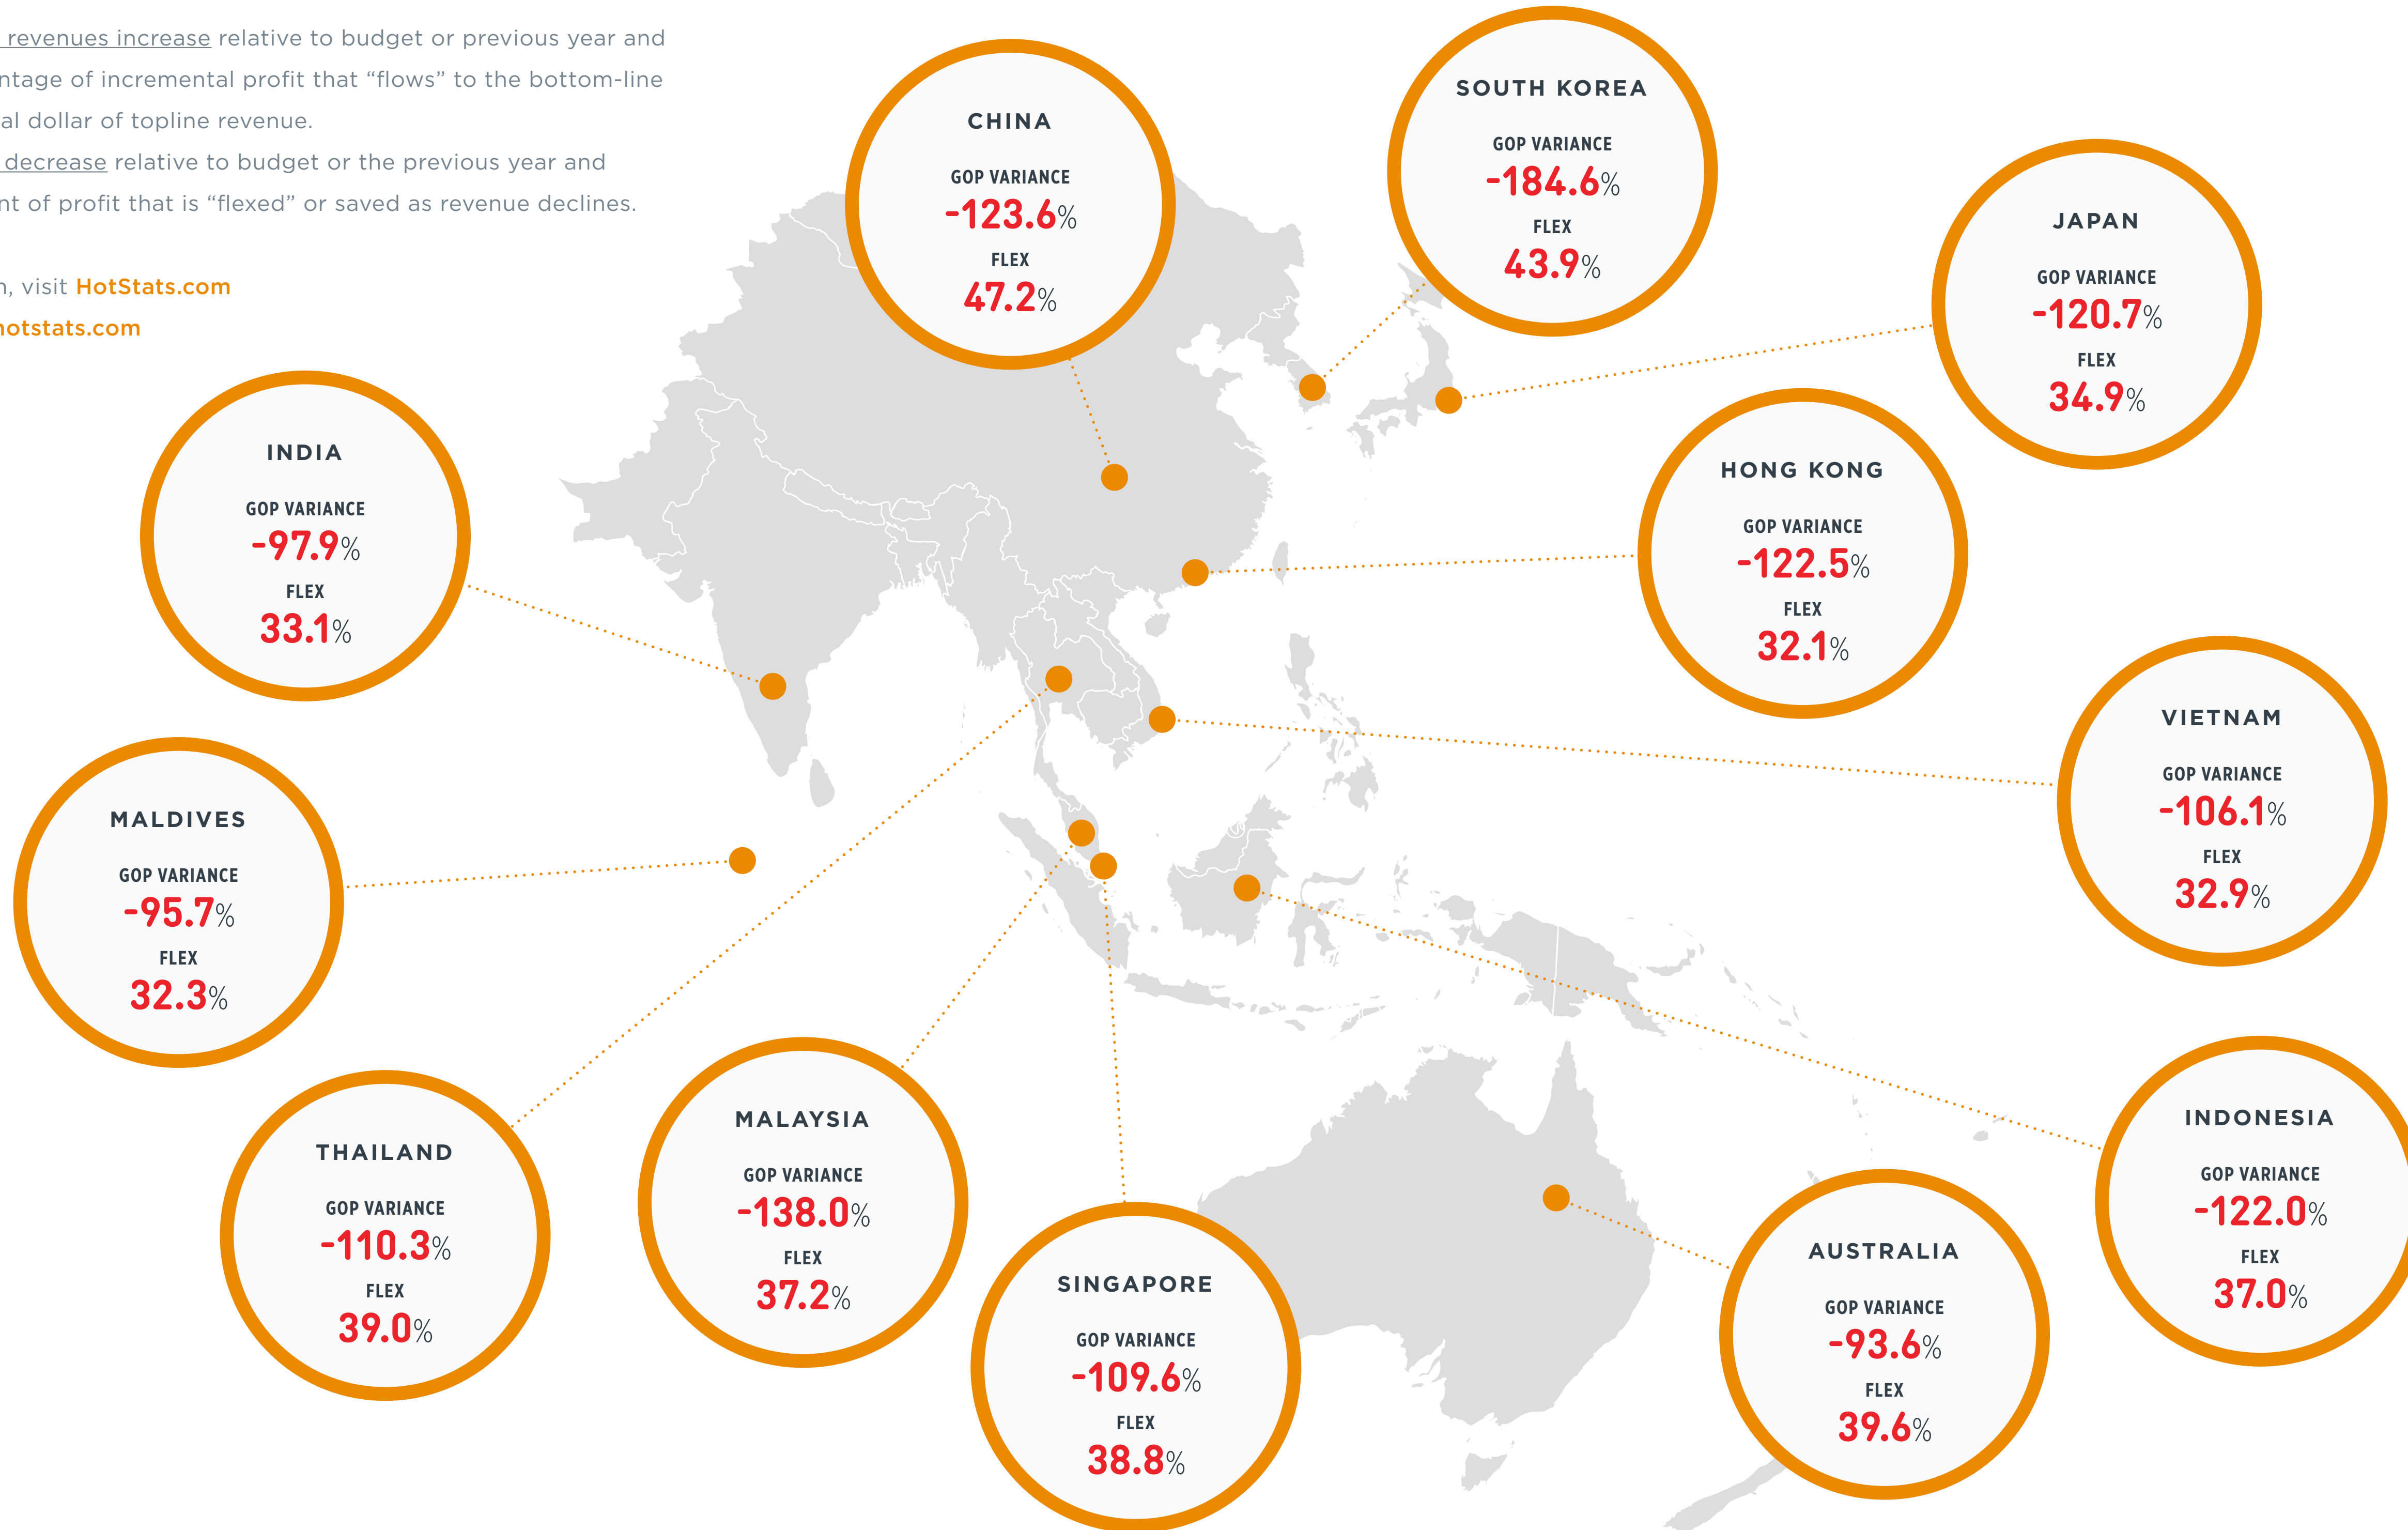 revenues increase relative to budget or previous year and
ntage of incremental profit that “flows” to the bottom-line
al dollar of topline revenue.
decrease relative to budget or the previous year and
nt of profit that is “flexed” or saved as revenue declines.
n, visit HotStats.com
hotstats.com
CHINA
GOP VARIANCE
-123.6%
FLEX
47.2%
SOUTH KOREA
GOP VARIANCE
-184.6%
FLEX
43.9%
JAPAN
GOP VARIANCE
-120.7%
FLEX
34.9%
INDIA
GOP VARIANCE
-97.9%
FLEX
33.1%
HONG KONG
GOP VARIANCE
-122.5%
FLEX
32.1%
VIETNAM
GOP VARIANCE
-106.1%
FLEX
32.9%
MALDIVES
GOP VARIANCE
-95.7%
FLEX
32.3%
THAILAND
GOP VARIANCE
-110.3%
FLEX
39.0%
MALAYSIA
GOP VARIANCE
-138.0%
FLEX
37.2%
SINGAPORE
GOP VARIANCE
-109.6%
FLEX
38.8%
AUSTRALIA
GOP VARIANCE
-93.6%
FLEX
39.6%
INDONESIA
GOP VARIANCE
-122.0%
FLEX
37.0%